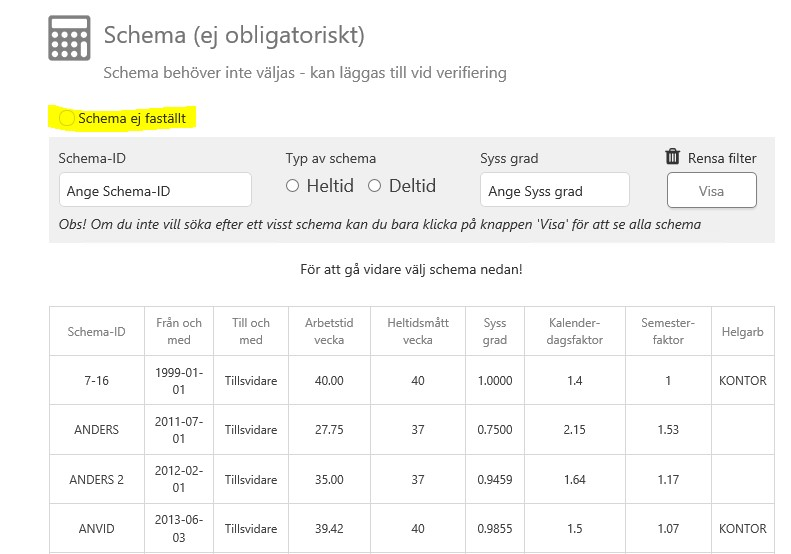 Schema (ej obligatoriskt)
Schema behöver inte väljas - kan läggas till vid verifiering
Schema ej faställt
Schema-ID Typ av schema Syss grad Rensa filter
Ange Schema-ID Heltid Deltid Ange Syss grad Visa
Obs! Om du inte vill söka efter ett visst schema kan du bara klicka på knappen 'Visa' för att se alla schema
För att gå vidare välj schema nedan!
Schema-ID Från och med Till och med Arbetstid vecka Heltidsmått vecka Syss grad Kalender-dagsfaktor Semester-faktor Helgarb
7-16 1999-01-01 Tillsvidare 40.00 40 1.0000 1.4 1 KONTOR
ANDERS 2011-07-01 Tillsvidare 27.75 37 0.7500 2.15 1.53
ANDERS 2 2012-02-01 Tillsvidare 35.00 37 0.9459 1.64 1.17
ANVID 2013-06-03 Tillsvidare 39.42 40 0.9855 1.5 1.07 KONTOR